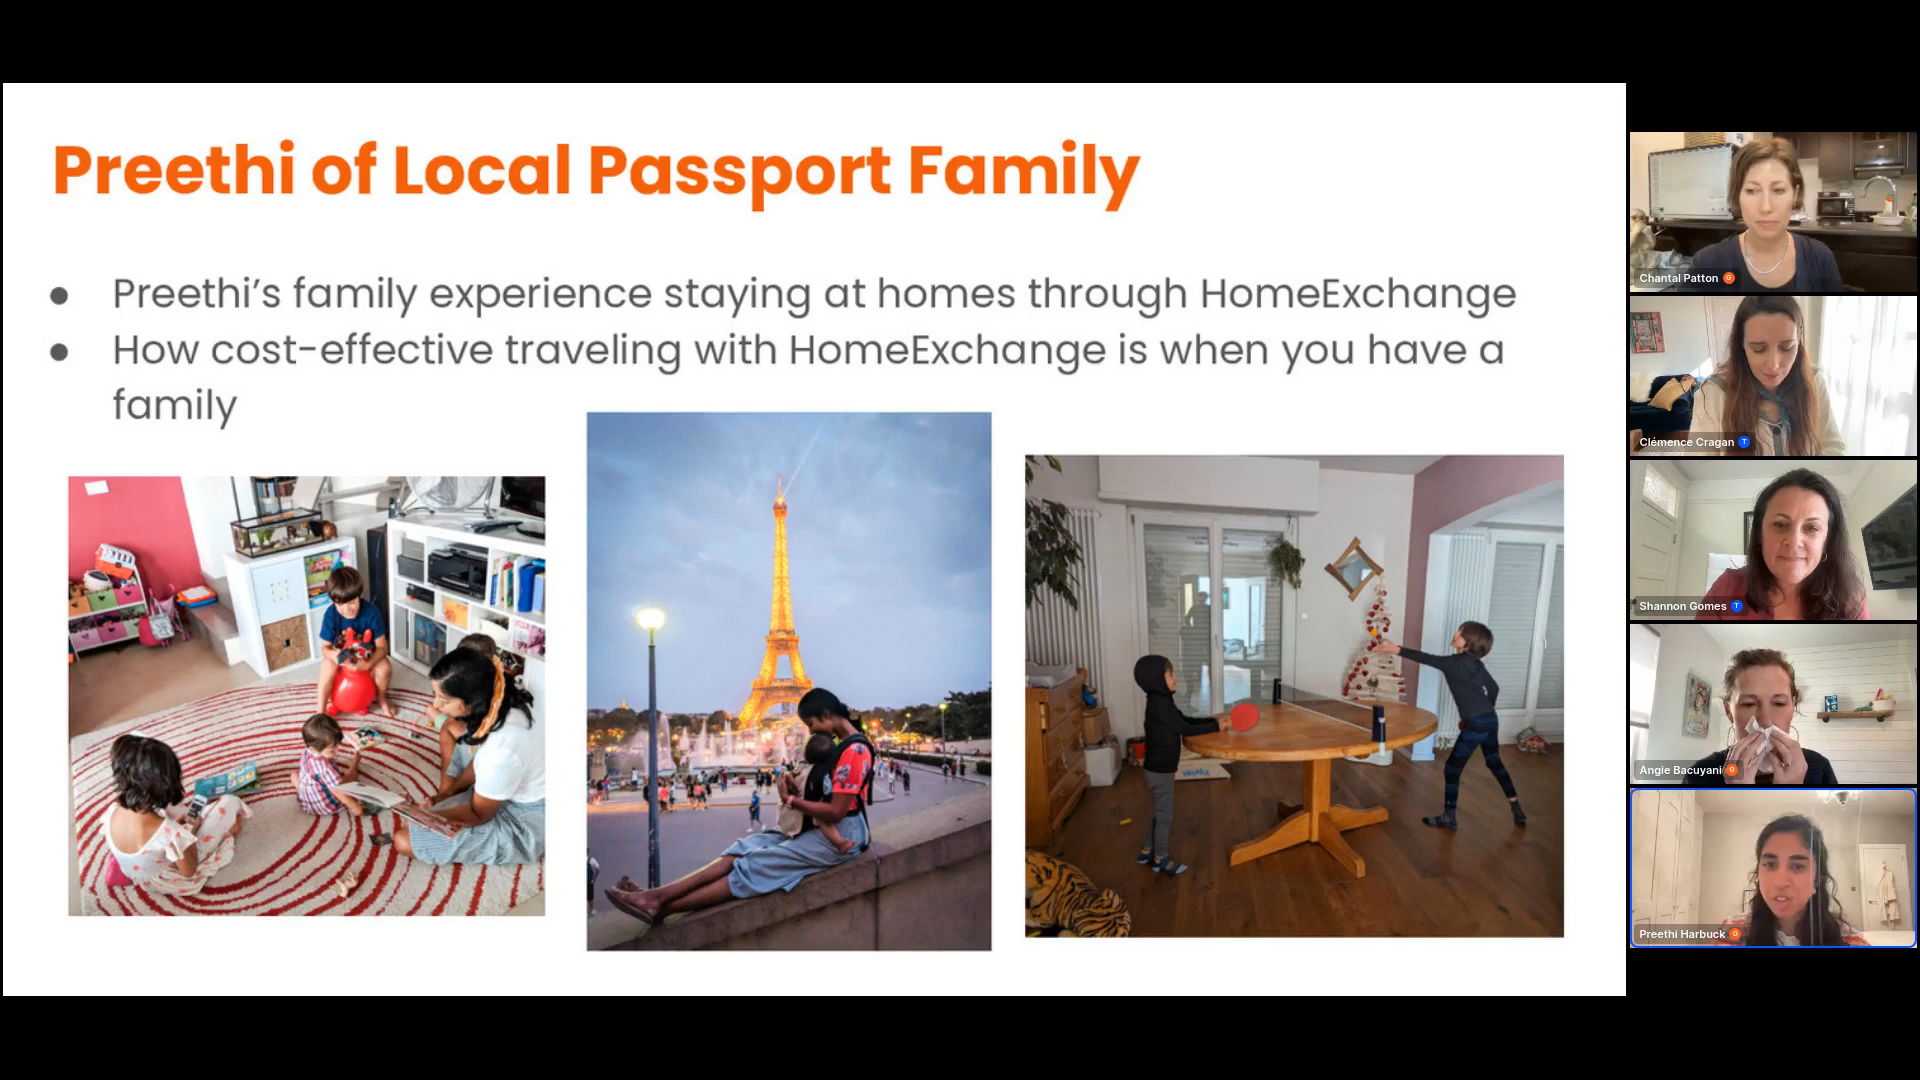 Preethi of Local Passport Family
● Preethi’s family experience staying at homes through HomeExchange
● How cost-effective traveling with HomeExchange is when you have a
family
Chantal Patton G
Clémence Cragan T
Shannon Gomes T
Angie Bacuyani G
Preethi Harbuck G